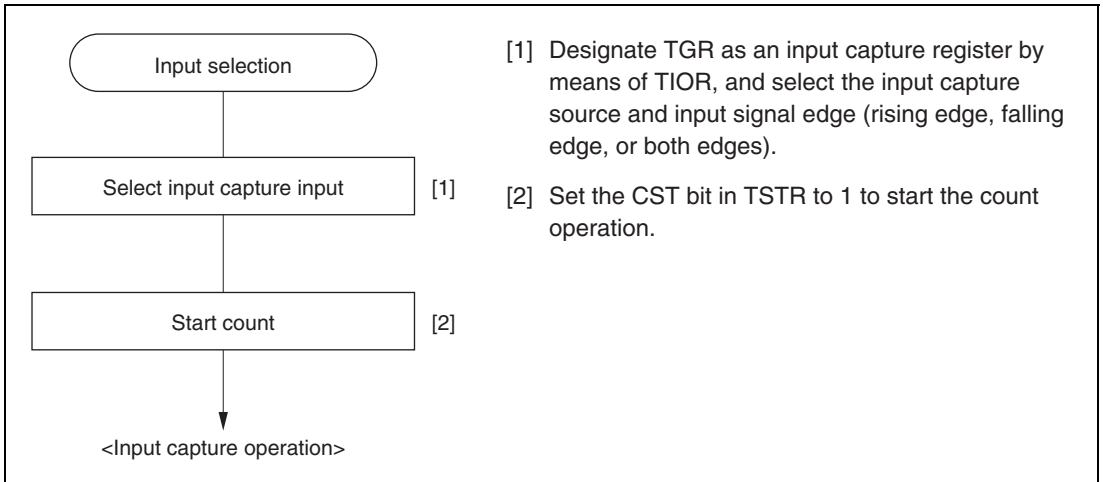 Input selection
Select input capture input
[1]
Start count
[2]
<Input capture operation>
[1] Designate TGR as an input capture register by
means of TIOR, and select the input capture
source and input signal edge (rising edge, falling
edge, or both edges).
[2] Set the CST bit in TSTR to 1 to start the count
operation.